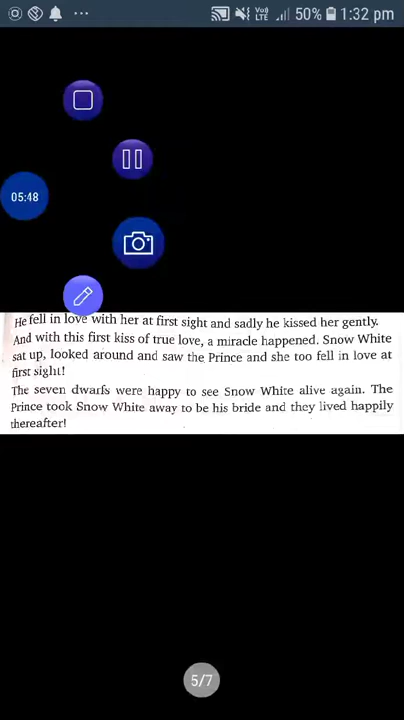 Vo) LTE 50% 1:32 pm
05:48
He fell in love with her at first sight and sadly he kissed her gently.
And with this first kiss of true love, a miracle happened. Snow White
sat up, looked around and saw the Prince and she too fell in love at
first sight!
The seven dwarfs were happy to see Snow White alive again. The
Prince took Snow White away to be his bride and they lived happily
thereafter!
5/7